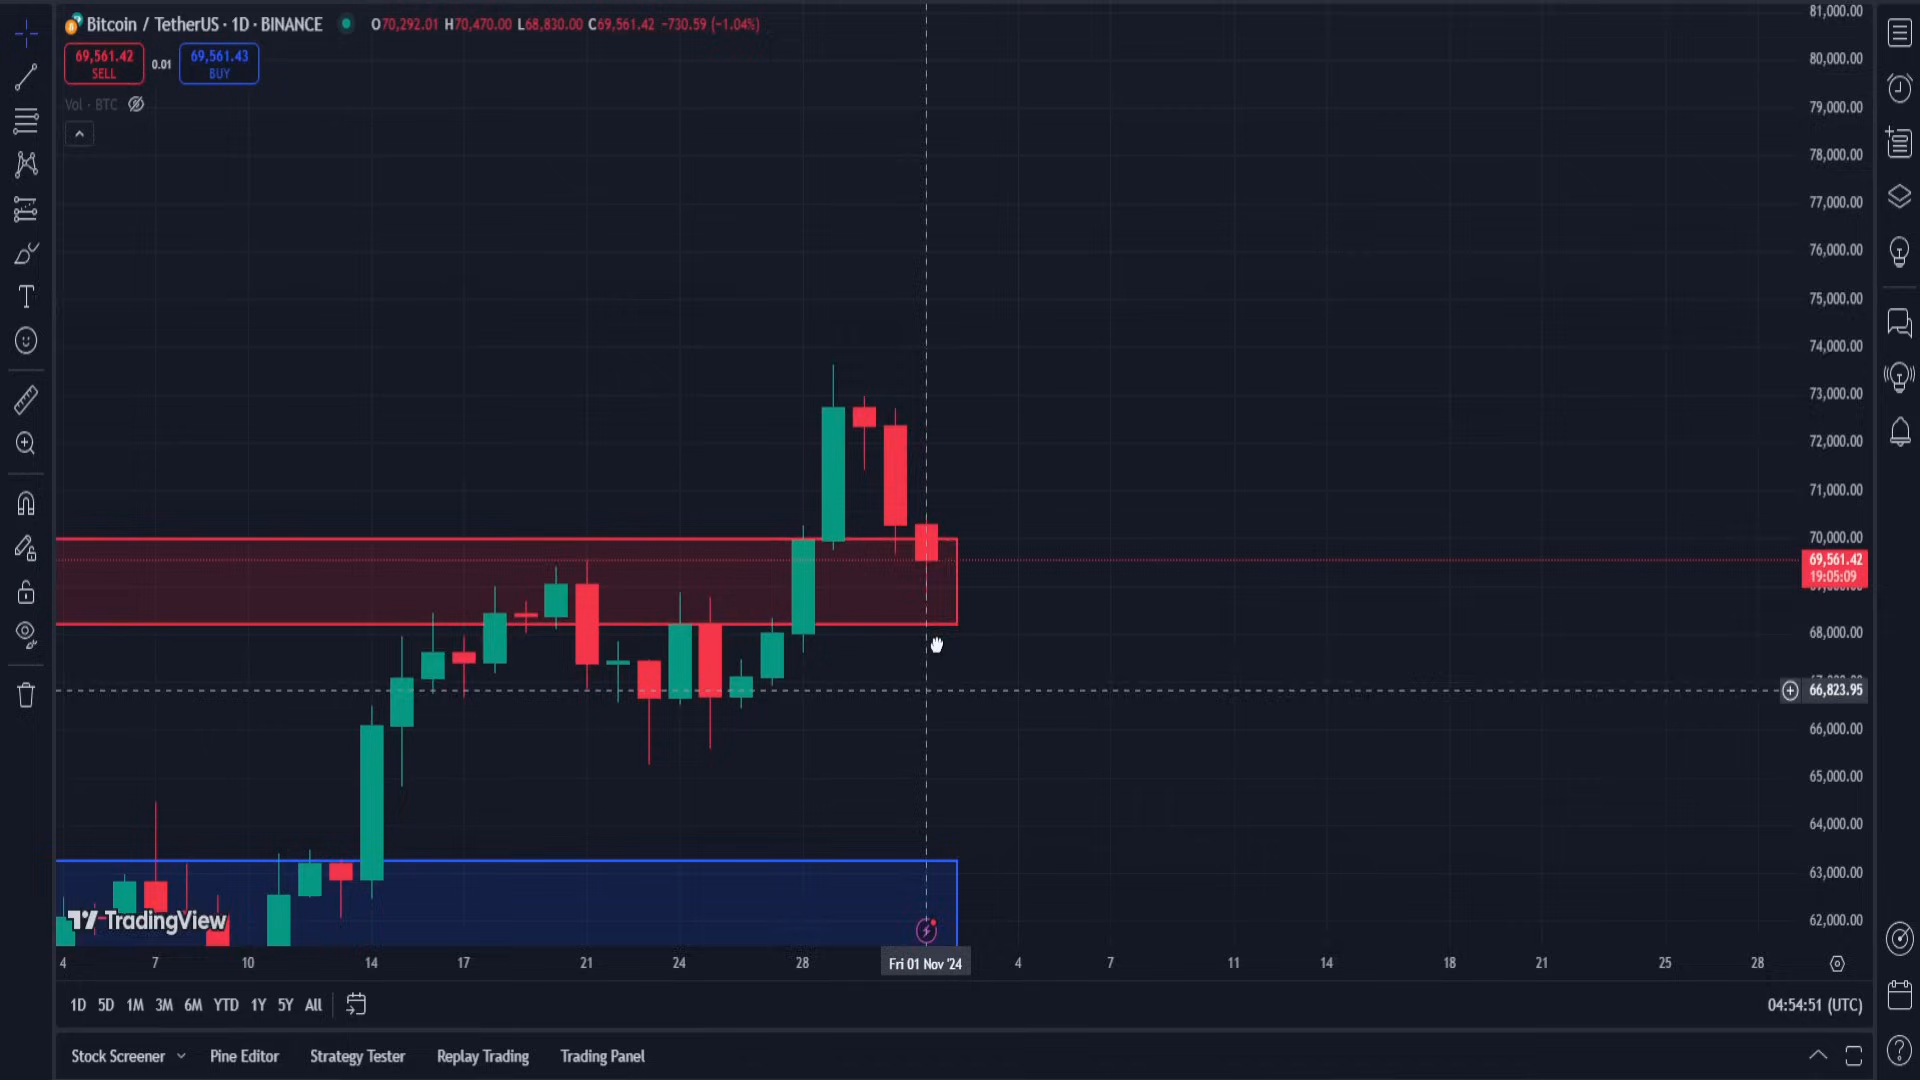 Bitcoin / TetherUS · 1D · BINANCE O70,292.01 H70,470.00 L68,830.00 C69,561.42 −730.59 (−1.04%)
69,561.42 0.01 69,561.43
SELL BUY
Vol · BTC
81,000.00
80,000.00
79,000.00
78,000.00
77,000.00
76,000.00
75,000.00
74,000.00
73,000.00
72,000.00
71,000.00
70,000.00
69,561.42
19:05:09
68,000.00
66,823.95
66,000.00
65,000.00
64,000.00
63,000.00
62,000.00
TradingView
4 7 10 14 17 21 24 28 Fri 01 Nov '24 4 7 11 14 18 21 25 28
1D 5D 1M 3M 6M YTD 1Y 5Y All 04:54:51 (UTC)
Stock Screener Pine Editor Strategy Tester Replay Trading Trading Panel